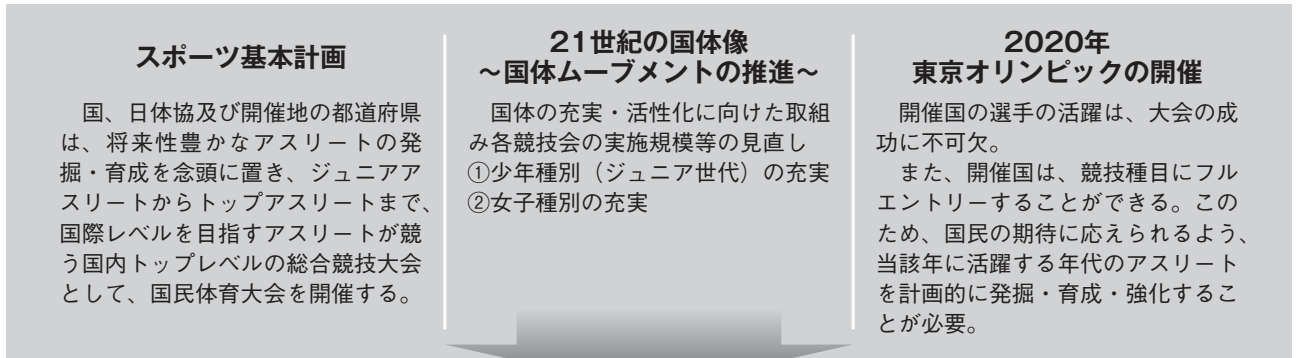 スポーツ基本計画
国、日体協及び開催地の都道府県
は、将来性豊かなアスリートの発
掘・育成を念頭に置き、ジュニアア
スリートからトップアスリートまで、
国際レベルを目指すアスリートが競
う国内トップレベルの総合競技大会
として、国民体育大会を開催する。
21世紀の国体像
~国体ムーブメントの推進~
国体の充実・活性化に向けた取組
み各競技会の実施規模等の見直し
①少年種別（ジュニア世代）の充実
②女子種別の充実
2020年
東京オリンピックの開催
開催国の選手の活躍は、大会の成
功に不可欠。
また、開催国は、競技種目にフル
エントリーすることができる。この
ため、国民の期待に応えられるよう、
当該年に活躍する年代のアスリート
を計画的に発掘・育成・強化するこ
とが必要。